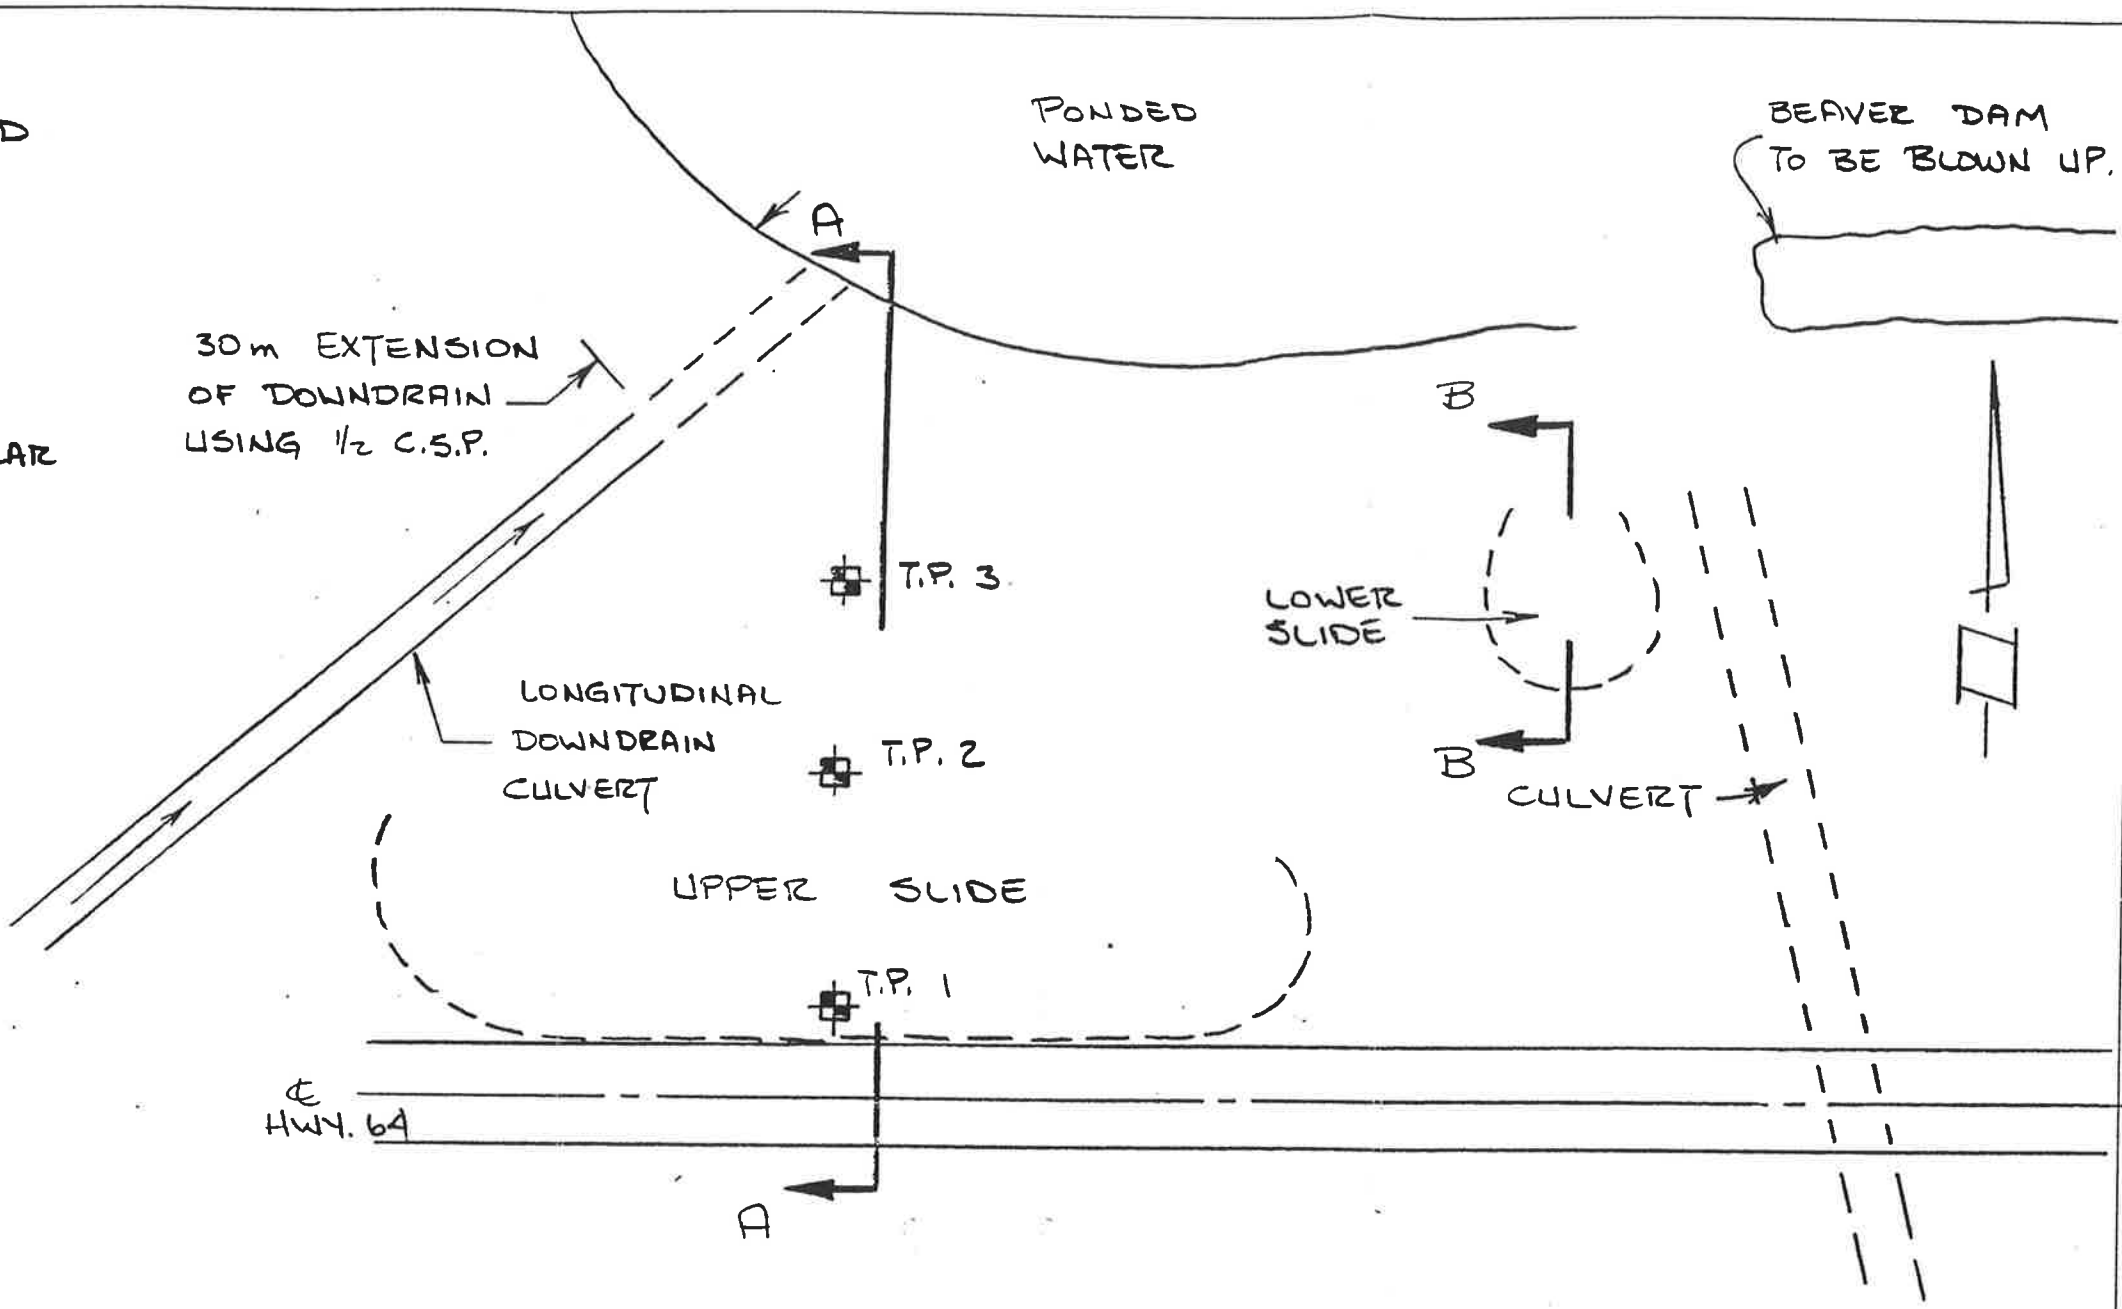 D
AR
PONDED
WATER
BEAVER DAM
TO BE BLOWN UP.
A
30m EXTENSION
OF DOWNDRAIN
USING 1/2 C.S.P.
B
T.P. 3
LOWER
SLIDE
LONGITUDINAL
DOWNDRAIN
CULVERT
T.P. 2
B
CULVERT
N
UPPER SLIDE
T.P. 1
℄
HWY. 64
A